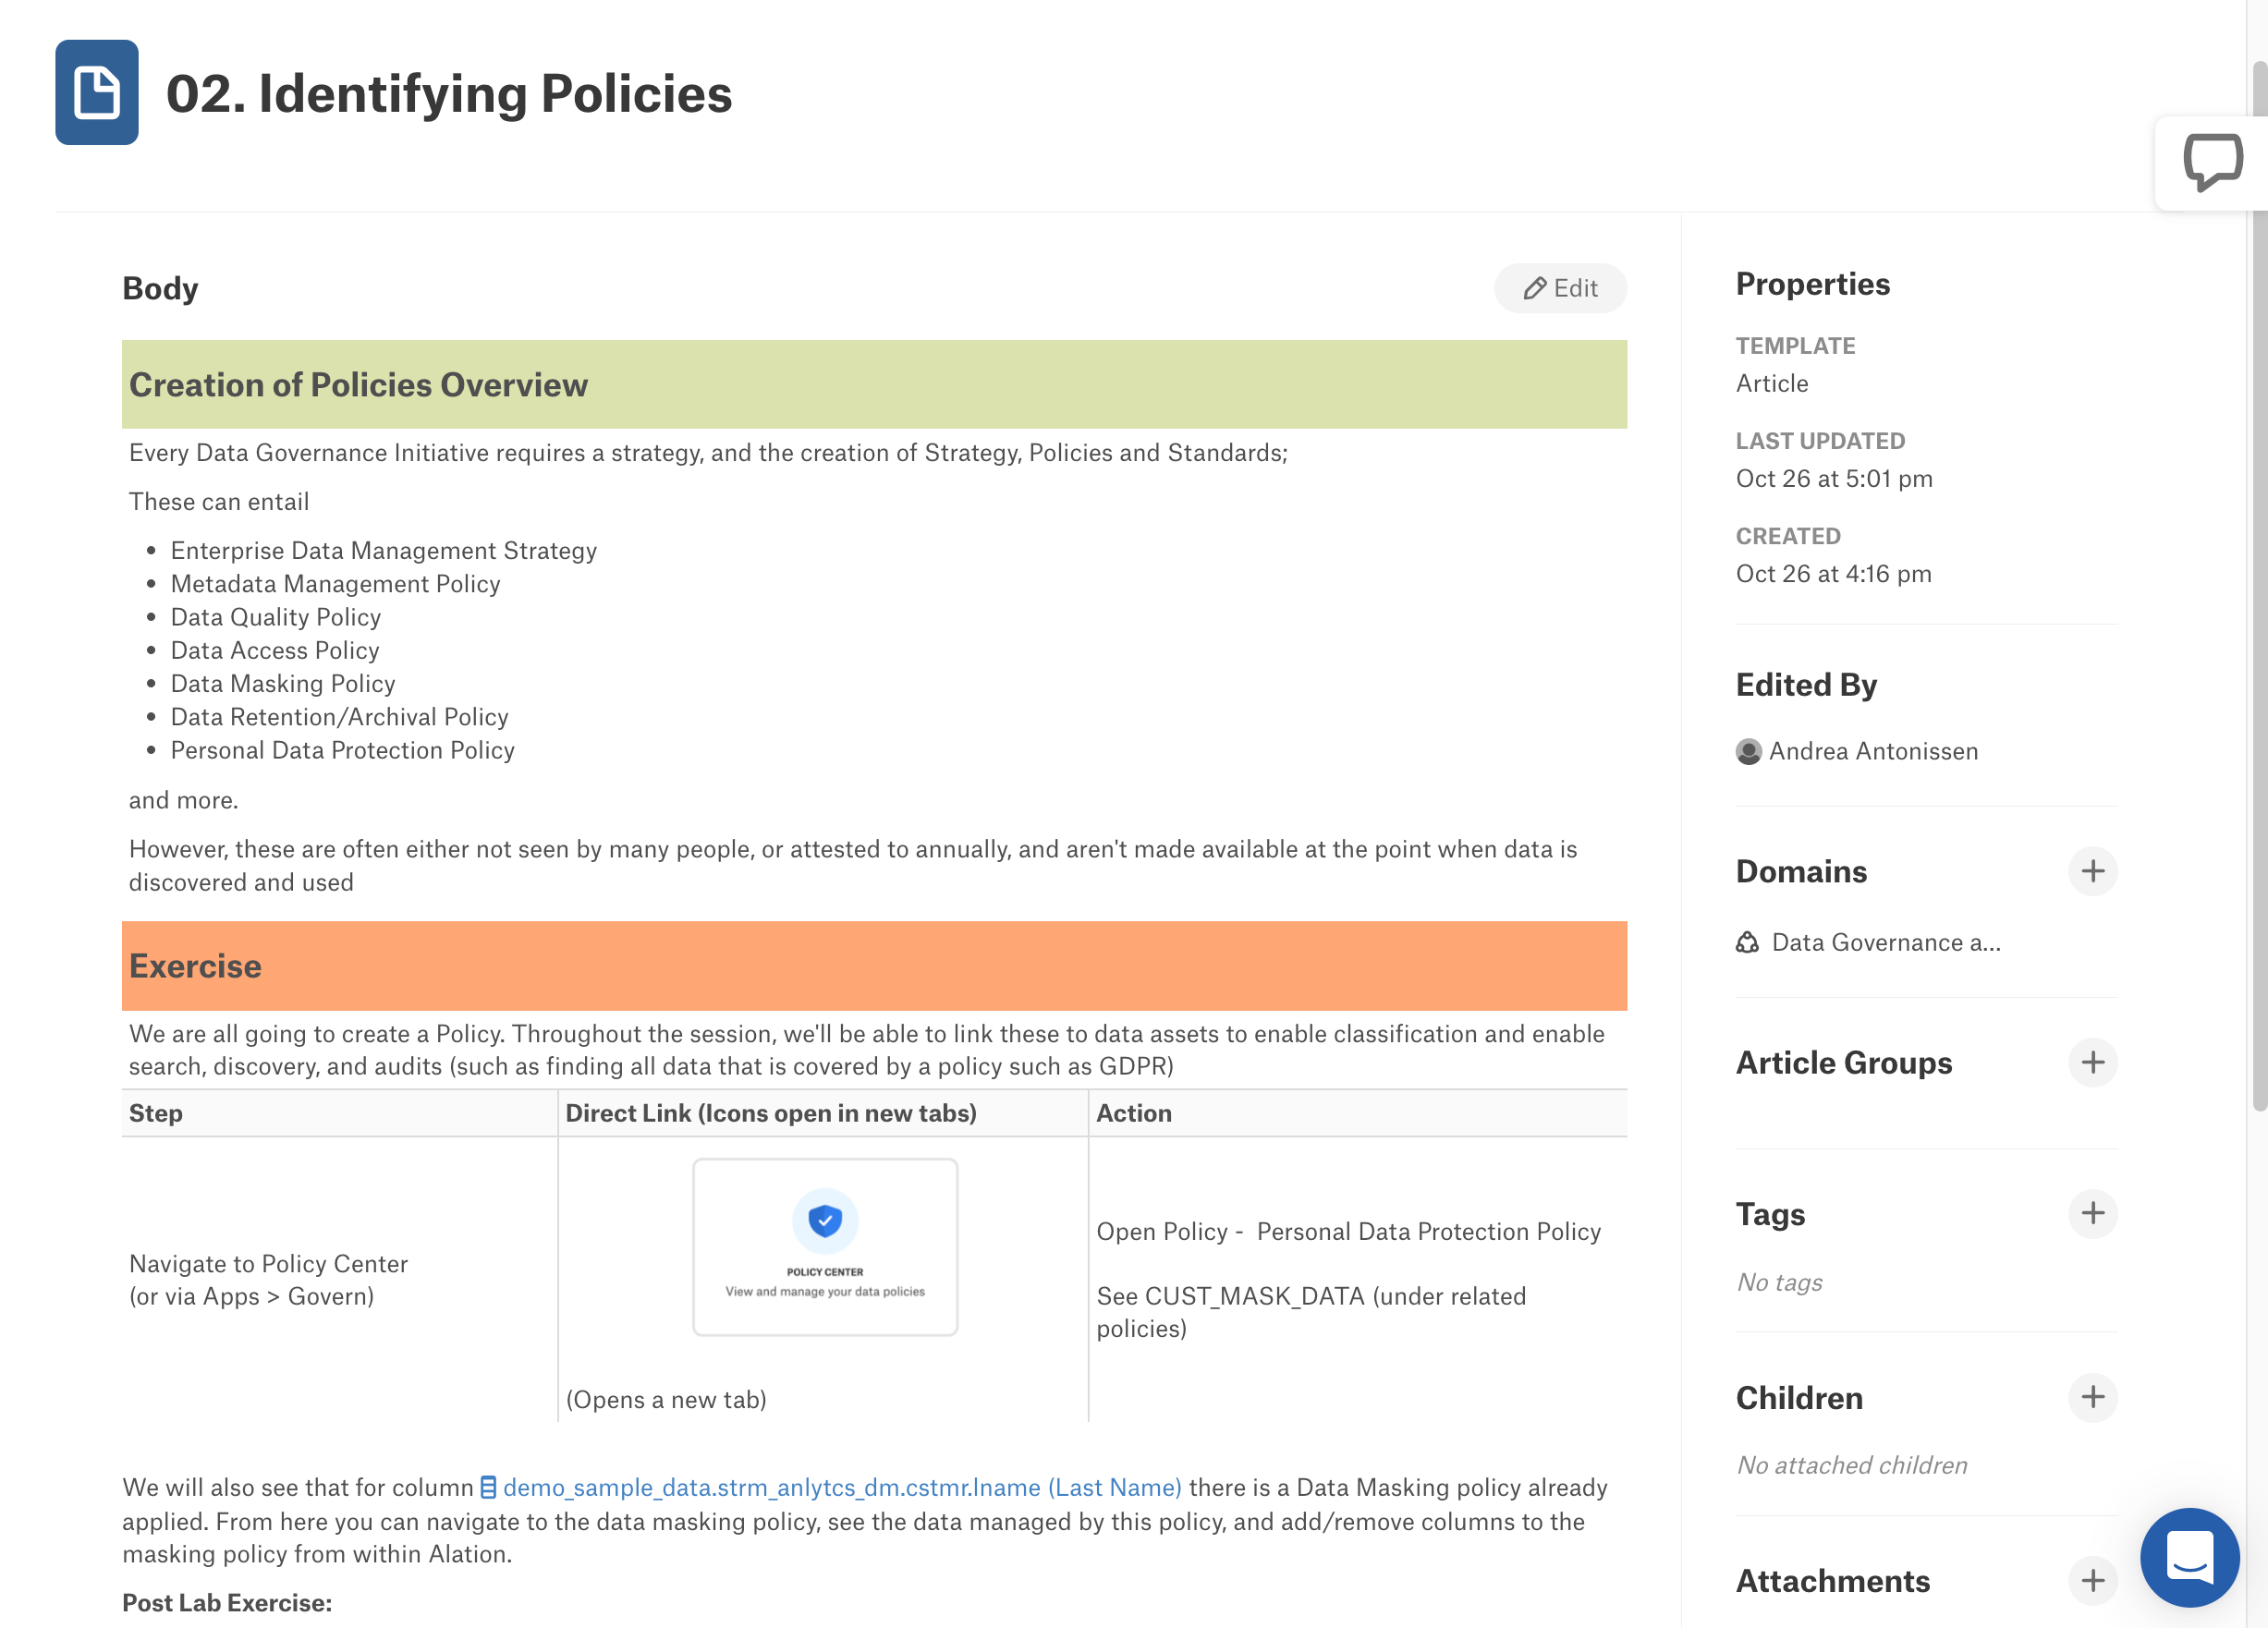 02. Identifying Policies
Body
Edit
Creation of Policies Overview
Every Data Governance Initiative requires a strategy, and the creation of Strategy, Policies and Standards;
These can entail
• Enterprise Data Management Strategy
• Metadata Management Policy
• Data Quality Policy
• Data Access Policy
• Data Masking Policy
• Data Retention/Archival Policy
• Personal Data Protection Policy
and more.
However, these are often either not seen by many people, or attested to annually, and aren't made available at the point when data is
discovered and used
Exercise
We are all going to create a Policy. Throughout the session, we'll be able to link these to data assets to enable classification and enable
search, discovery, and audits (such as finding all data that is covered by a policy such as GDPR)
Step
Direct Link (Icons open in new tabs)
Action
Navigate to Policy Center
(or via Apps > Govern)
POLICY CENTER
View and manage your data policies
(Opens a new tab)
Open Policy - Personal Data Protection Policy
See CUST_MASK_DATA (under related
policies)
We will also see that for column demo_sample_data.strm_anlytcs_dm.cstmr.lname (Last Name) there is a Data Masking policy already
applied. From here you can navigate to the data masking policy, see the data managed by this policy, and add/remove columns to the
masking policy from within Alation.
Post Lab Exercise:
Properties
TEMPLATE
Article
LAST UPDATED
Oct 26 at 5:01 pm
CREATED
Oct 26 at 4:16 pm
Edited By
Andrea Antonissen
Domains
Data Governance a...
Article Groups
Tags
No tags
Children
No attached children
Attachments